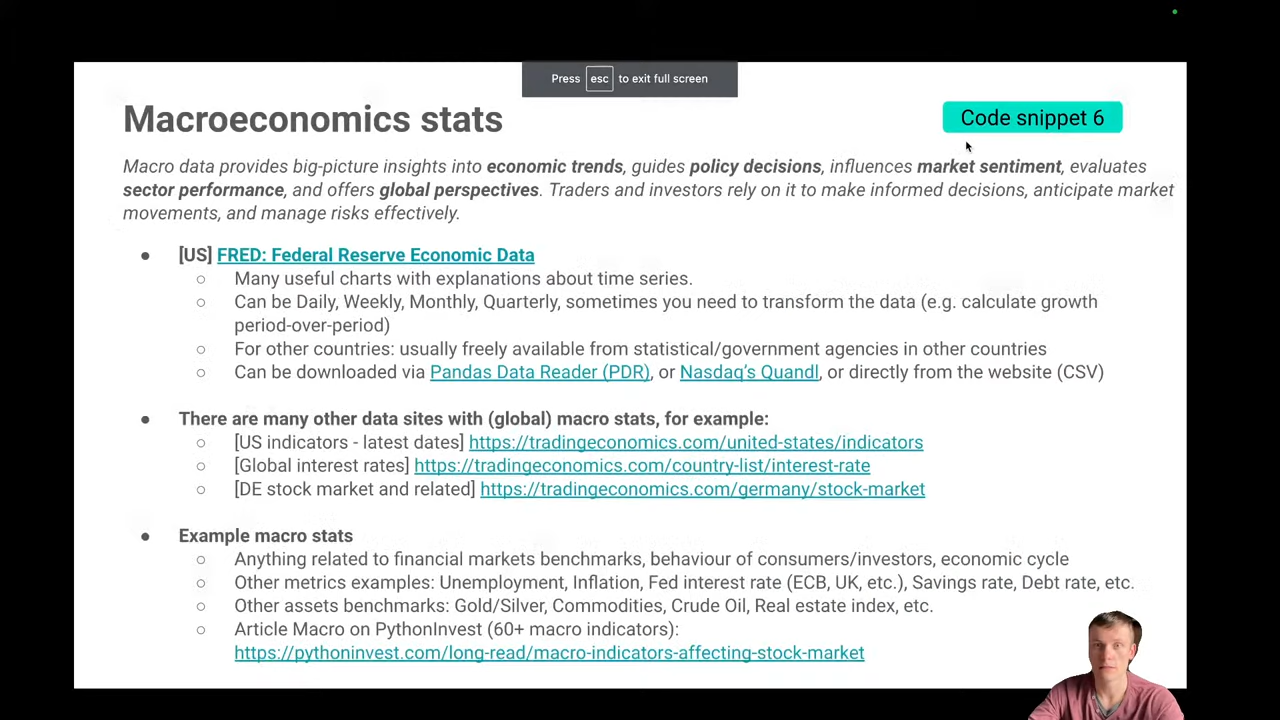 Press esc to exit full screen
Macroeconomics stats
Code snippet 6
Macro data provides big-picture insights into economic trends, guides policy decisions, influences market sentiment, evaluates
sector performance, and offers global perspectives. Traders and investors rely on it to make informed decisions, anticipate market
movements, and manage risks effectively.
● [US] FRED: Federal Reserve Economic Data
○ Many useful charts with explanations about time series.
○ Can be Daily, Weekly, Monthly, Quarterly, sometimes you need to transform the data (e.g. calculate growth
period-over-period)
○ For other countries: usually freely available from statistical/government agencies in other countries
○ Can be downloaded via Pandas Data Reader (PDR), or Nasdaq's Quandl, or directly from the website (CSV)
● There are many other data sites with (global) macro stats, for example:
○ [US indicators - latest dates] https://tradingeconomics.com/united-states/indicators
○ [Global interest rates] https://tradingeconomics.com/country-list/interest-rate
○ [DE stock market and related] https://tradingeconomics.com/germany/stock-market
● Example macro stats
○ Anything related to financial markets benchmarks, behaviour of consumers/investors, economic cycle
○ Other metrics examples: Unemployment, Inflation, Fed interest rate (ECB, UK, etc.), Savings rate, Debt rate, etc.
○ Other assets benchmarks: Gold/Silver, Commodities, Crude Oil, Real estate index, etc.
○ Article Macro on PythonInvest (60+ macro indicators):
https://pythoninvest.com/long-read/macro-indicators-affecting-stock-market